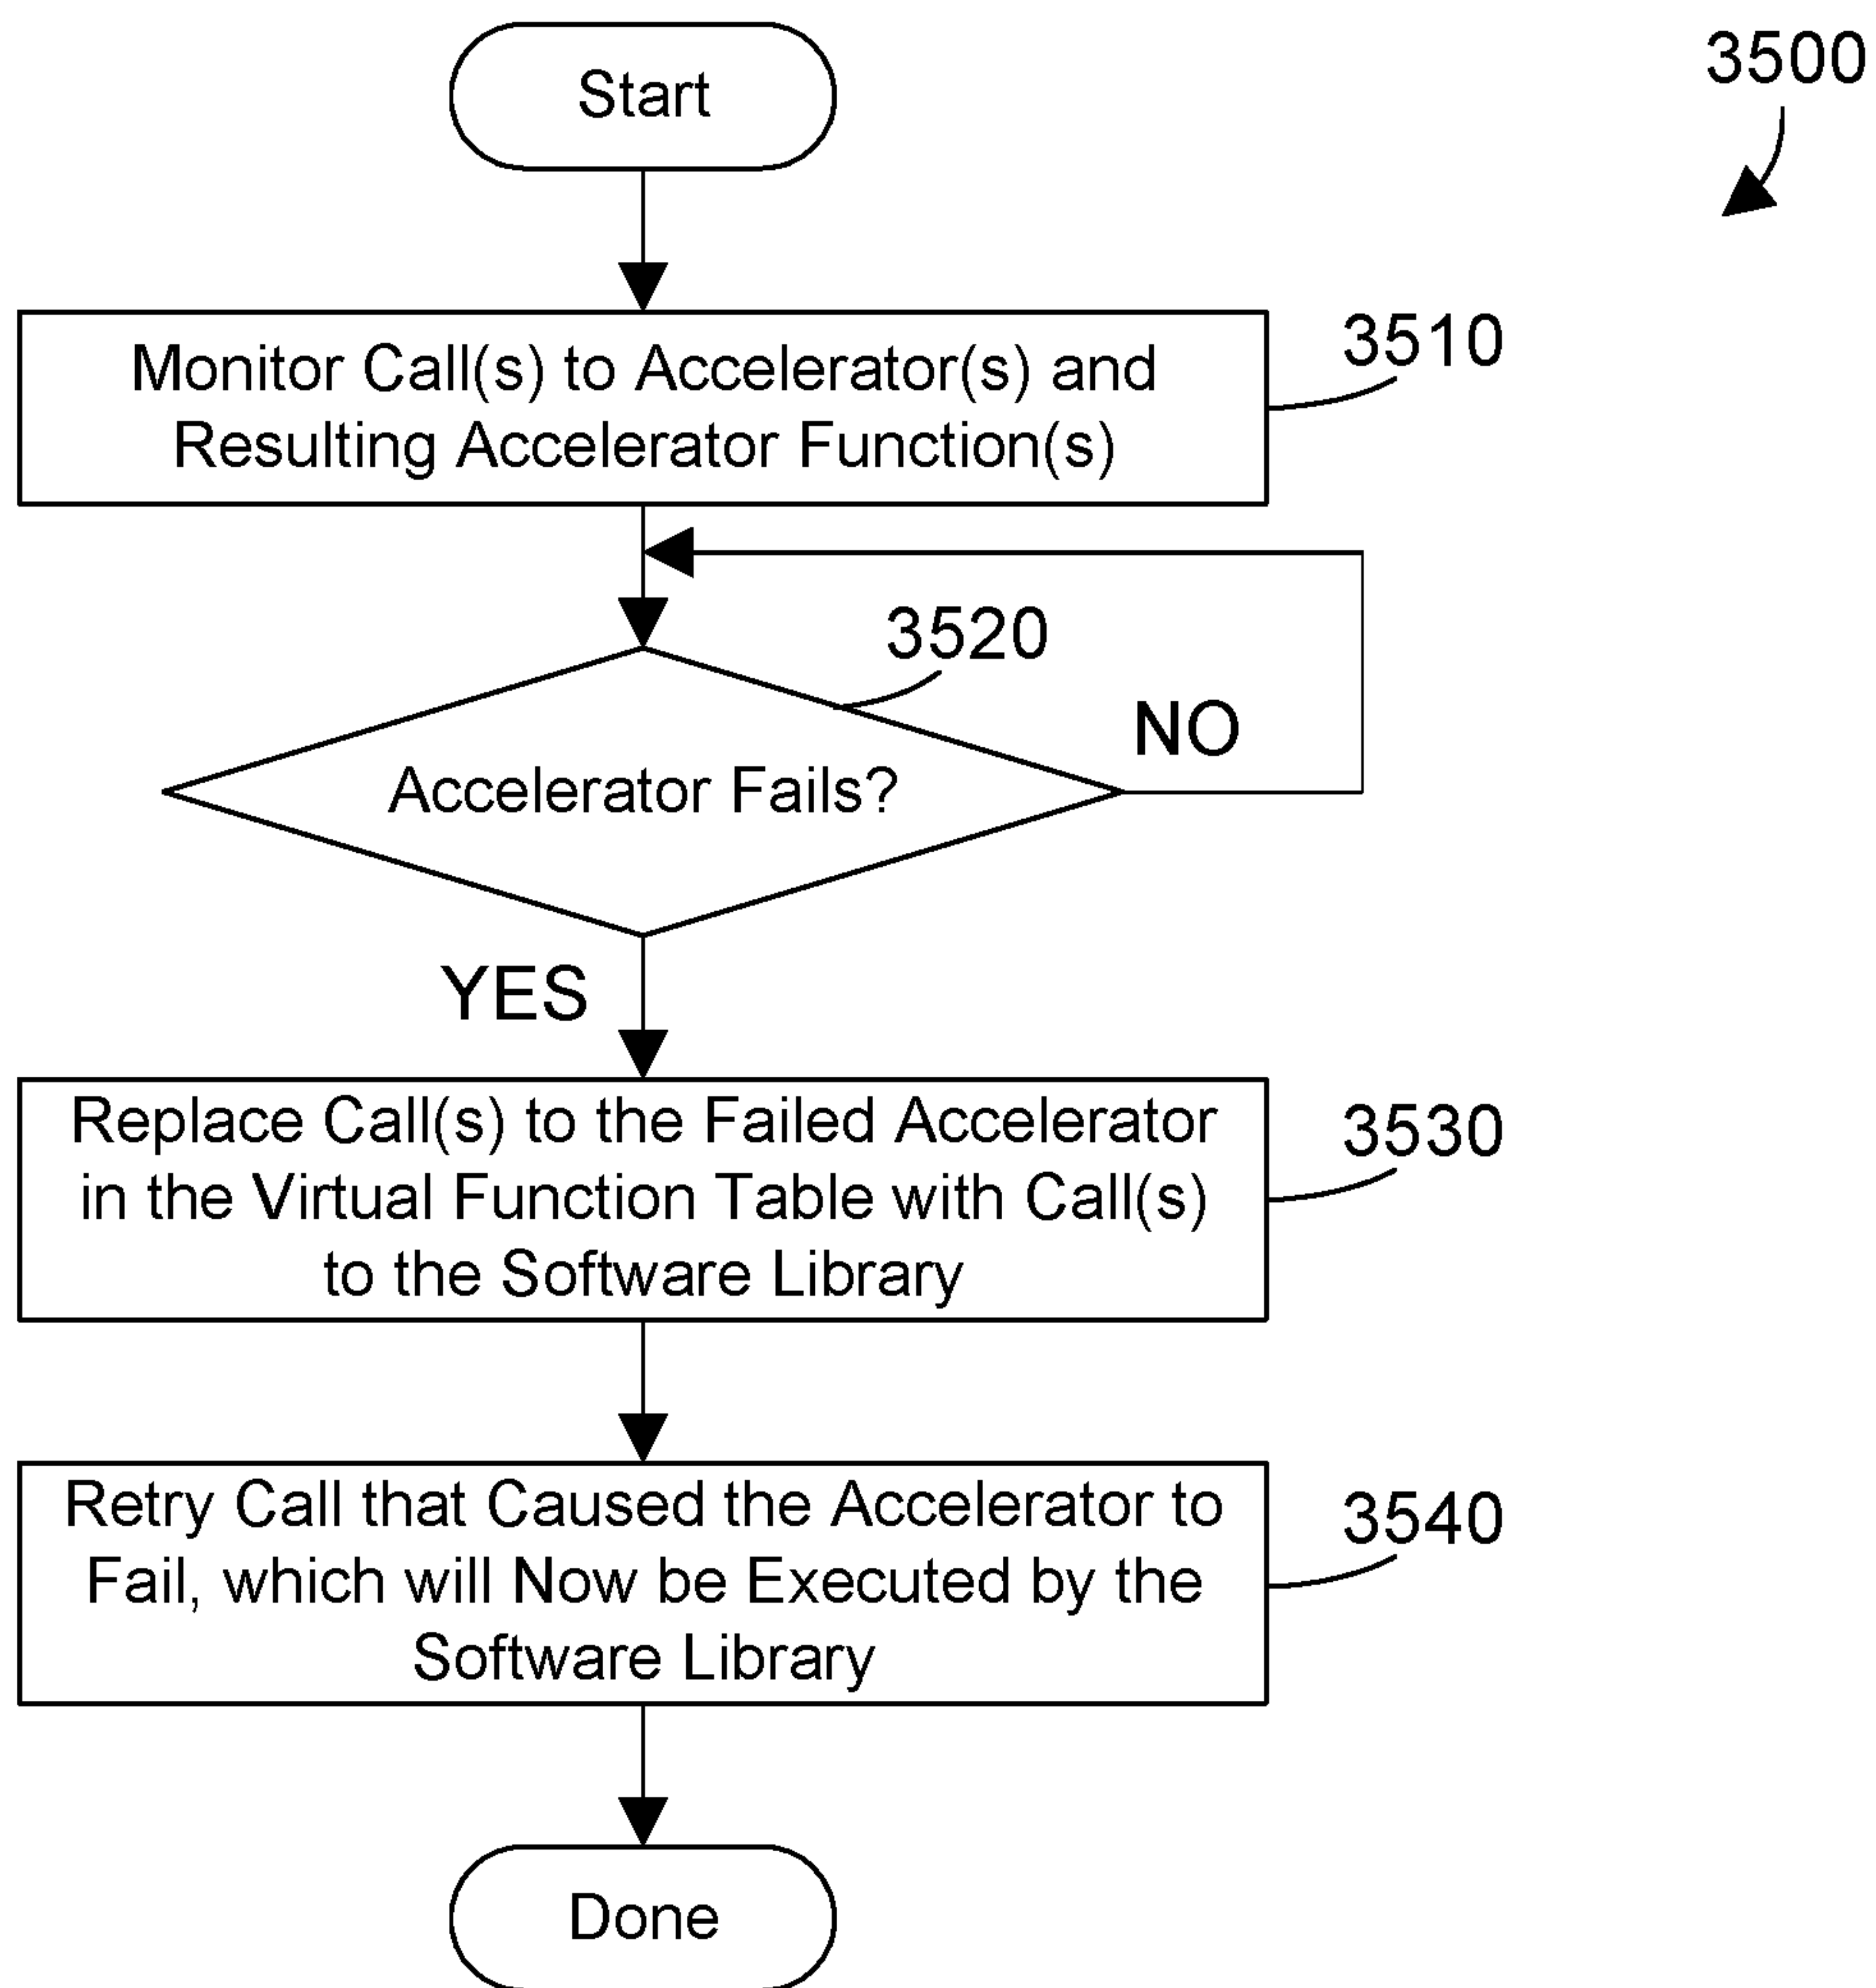 Start
3500
Monitor Call(s) to Accelerator(s) and
Resulting Accelerator Function(s)
3510
3520
NO
Accelerator Fails?
YES
Replace Call(s) to the Failed Accelerator
in the Virtual Function Table with Call(s)
to the Software Library
3530
Retry Call that Caused the Accelerator to
Fail, which will Now be Executed by the
Software Library
3540
Done